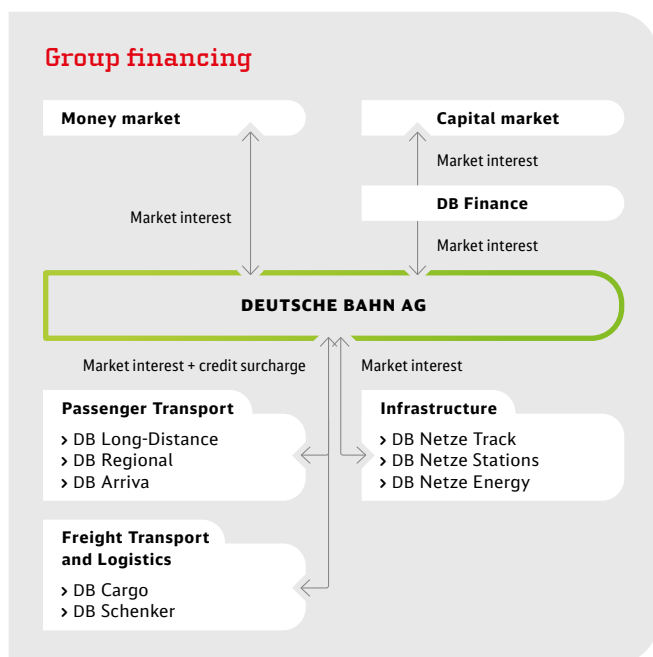 Group financing
Money market
Capital market
Market interest
DB Finance
Market interest
Market interest
DEUTSCHE BAHN AG
Market interest + credit surcharge
Market interest
Passenger Transport
› DB Long-Distance
› DB Regional
› DB Arriva
Infrastructure
› DB Netze Track
› DB Netze Stations
› DB Netze Energy
Freight Transport
and Logistics
› DB Cargo
› DB Schenker